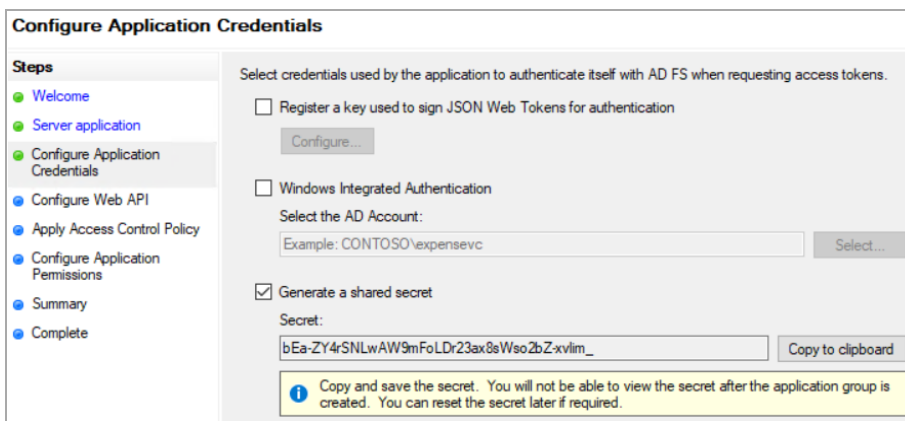 Configure Application Credentials
Steps
Welcome
Server application
Configure Application
Credentials
Configure Web API
Apply Access Control Policy
Configure Application
Permissions
Summary
Complete
Select credentials used by the application to authenticate itself with AD FS when requesting access tokens.
Register a key used to sign JSON Web Tokens for authentication
Configure...
Windows Integrated Authentication
Select the AD Account:
Example: CONTOSO\expensevc
Select...
Generate a shared secret
Secret:
bEa-ZY4rSNLwAW9mFoLDr23ax8sWso2bZ-xvlim_
Copy to clipboard
Copy and save the secret. You will not be able to view the secret after the application group is
created. You can reset the secret later if required.